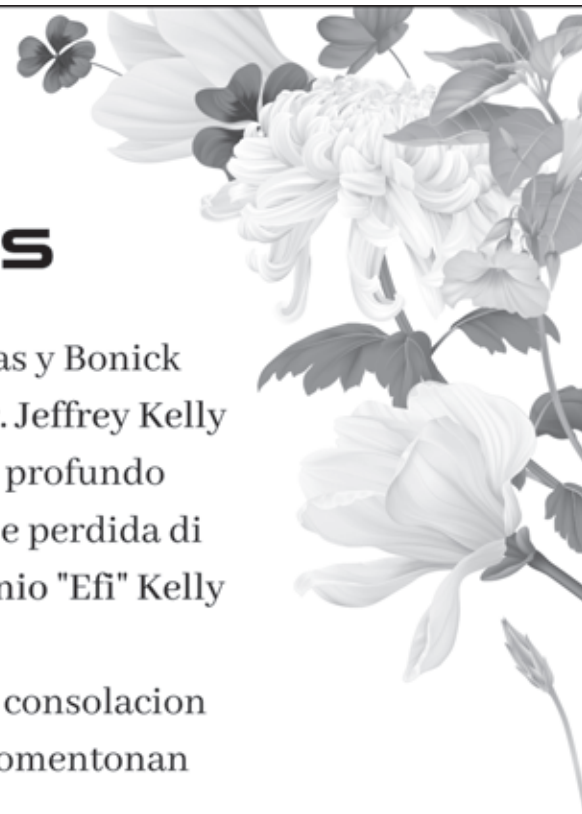 s
as y Bonick
. Jeffrey Kelly
profundo
e perdida di
nio "Efi" Kelly
consolacion
omentonan